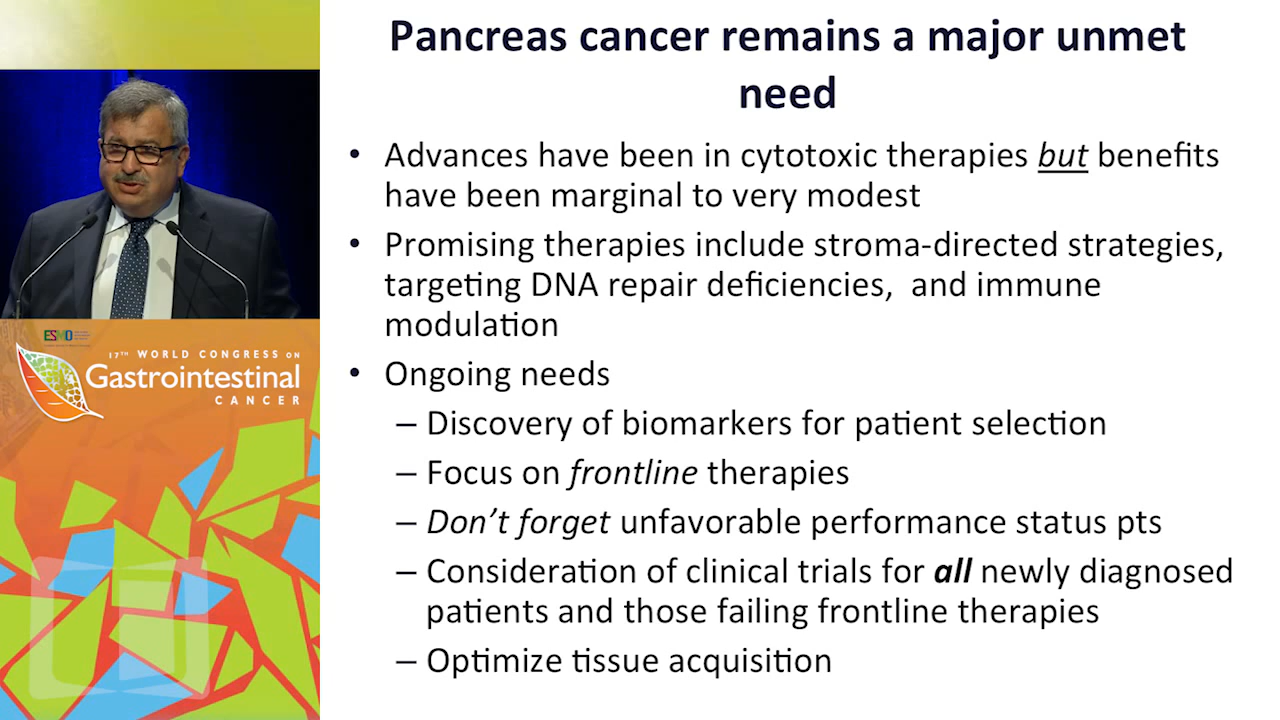 Pancreas cancer remains a major unmet
need
• Advances have been in cytotoxic therapies but benefits
have been marginal to very modest
• Promising therapies include stroma-directed strategies,
targeting DNA repair deficiencies,  and immune
modulation
• Ongoing needs
– Discovery of biomarkers for patient selection
– Focus on frontline therapies
– Don’t forget unfavorable performance status pts
– Consideration of clinical trials for all newly diagnosed
patients and those failing frontline therapies
– Optimize tissue acquisition
ESMO
17TH WORLD CONGRESS ON
Gastrointestinal
CANCER